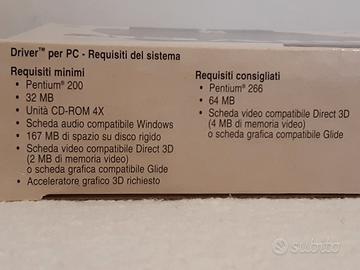 Driver™ per PC - Requisiti del sistema
Requisiti minimi
• Pentium® 200
• 32 MB
• Unità CD-ROM 4X
• Scheda audio compatibile Windows
• 167 MB di spazio su disco rigido
• Scheda video compatibile Direct 3D
(2 MB di memoria video)
o scheda grafica compatibile Glide
• Acceleratore grafico 3D richiesto
Requisiti consigliati
• Pentium® 266
• 64 MB
• Scheda video compatibile Direct 3D
(4 MB di memoria video)
o scheda grafica compatibile Glide
subito